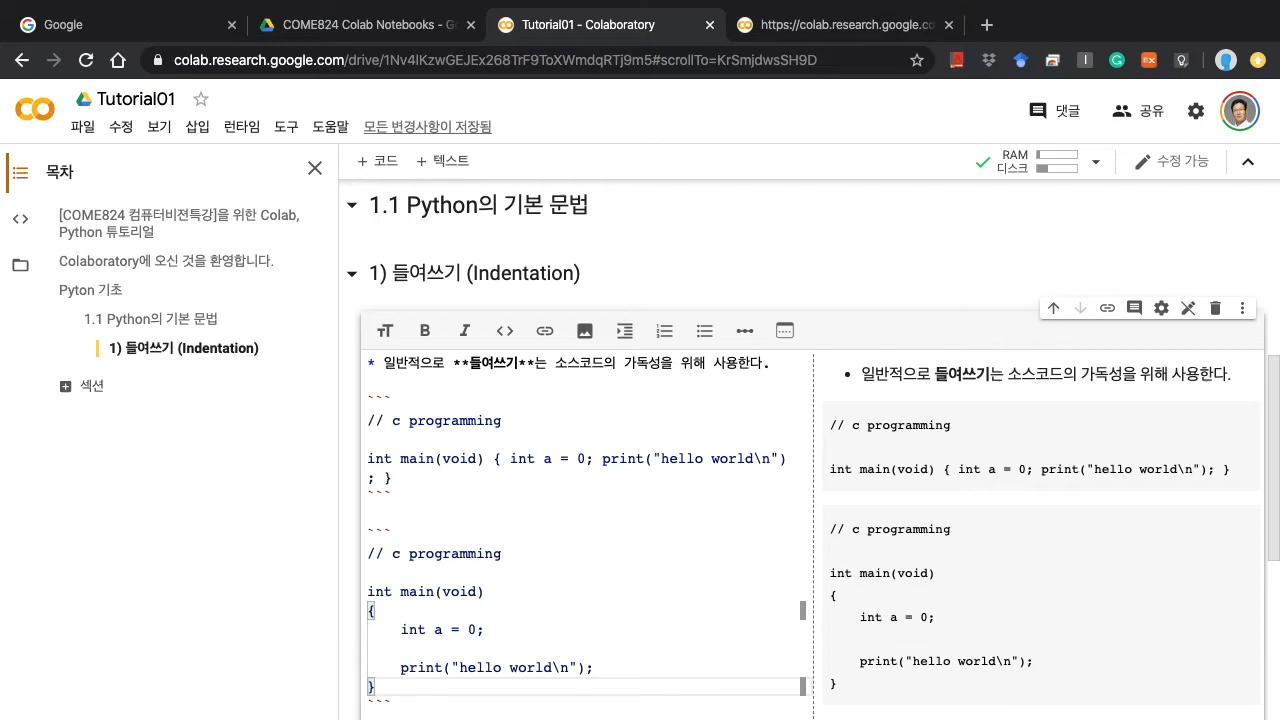 Google
COME824 Colab Notebooks - Go
Tutorial01 - Colaboratory
https://colab.research.google.co
colab.research.google.com/drive/1Nv4lKzwGEJEx268TrF9ToXWmdqRTj9m5#scrollTo=KrSmjdwsSH9D
Tutorial01
댓글
공유
파일 수정 보기 삽입 런타임 도구 도움말 모든 변경사항이 저장됨
목차
+ 코드 + 텍스트
RAM
디스크
수정 가능
[COME824 컴퓨터비젼특강]을 위한 Colab,
Python 튜토리얼
Colaboratory에 오신 것을 환영합니다.
Pyton 기초
1.1 Python의 기본 문법
1) 들여쓰기 (Indentation)
섹션
1.1 Python의 기본 문법
1) 들여쓰기 (Indentation)
* 일반적으로 **들여쓰기**는 소스코드의 가독성을 위해 사용한다.
```
// c programming
int main(void) { int a = 0; print("hello world\n")
; }
```
```
// c programming
int main(void)
{
int a = 0;
print("hello world\n");
}
```
• 일반적으로 들여쓰기는 소스코드의 가독성을 위해 사용한다.
// c programming
int main(void) { int a = 0; print("hello world\n"); }
// c programming
int main(void)
{
int a = 0;
print("hello world\n");
}